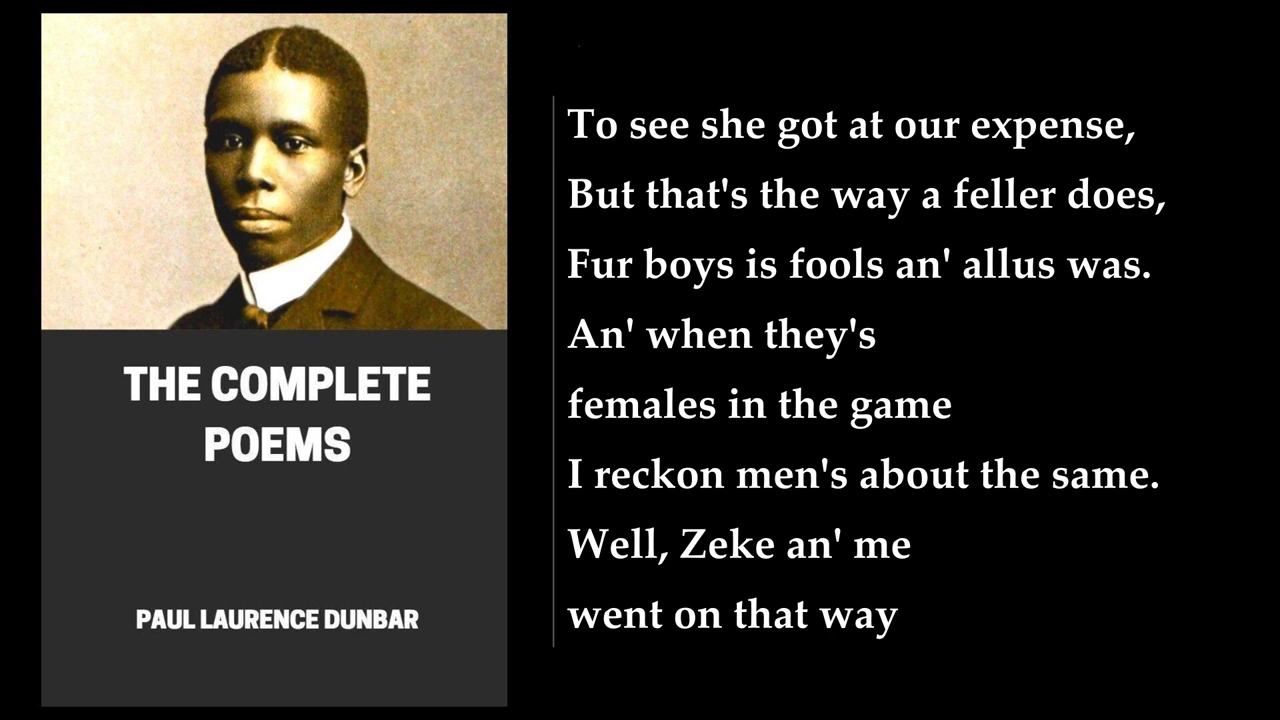 THE COMPLETE
POEMS
PAUL LAURENCE DUNBAR
To see she got at our expense,
But that's the way a feller does,
Fur boys is fools an' allus was.
An' when they's
females in the game
I reckon men's about the same.
Well, Zeke an' me
went on that way